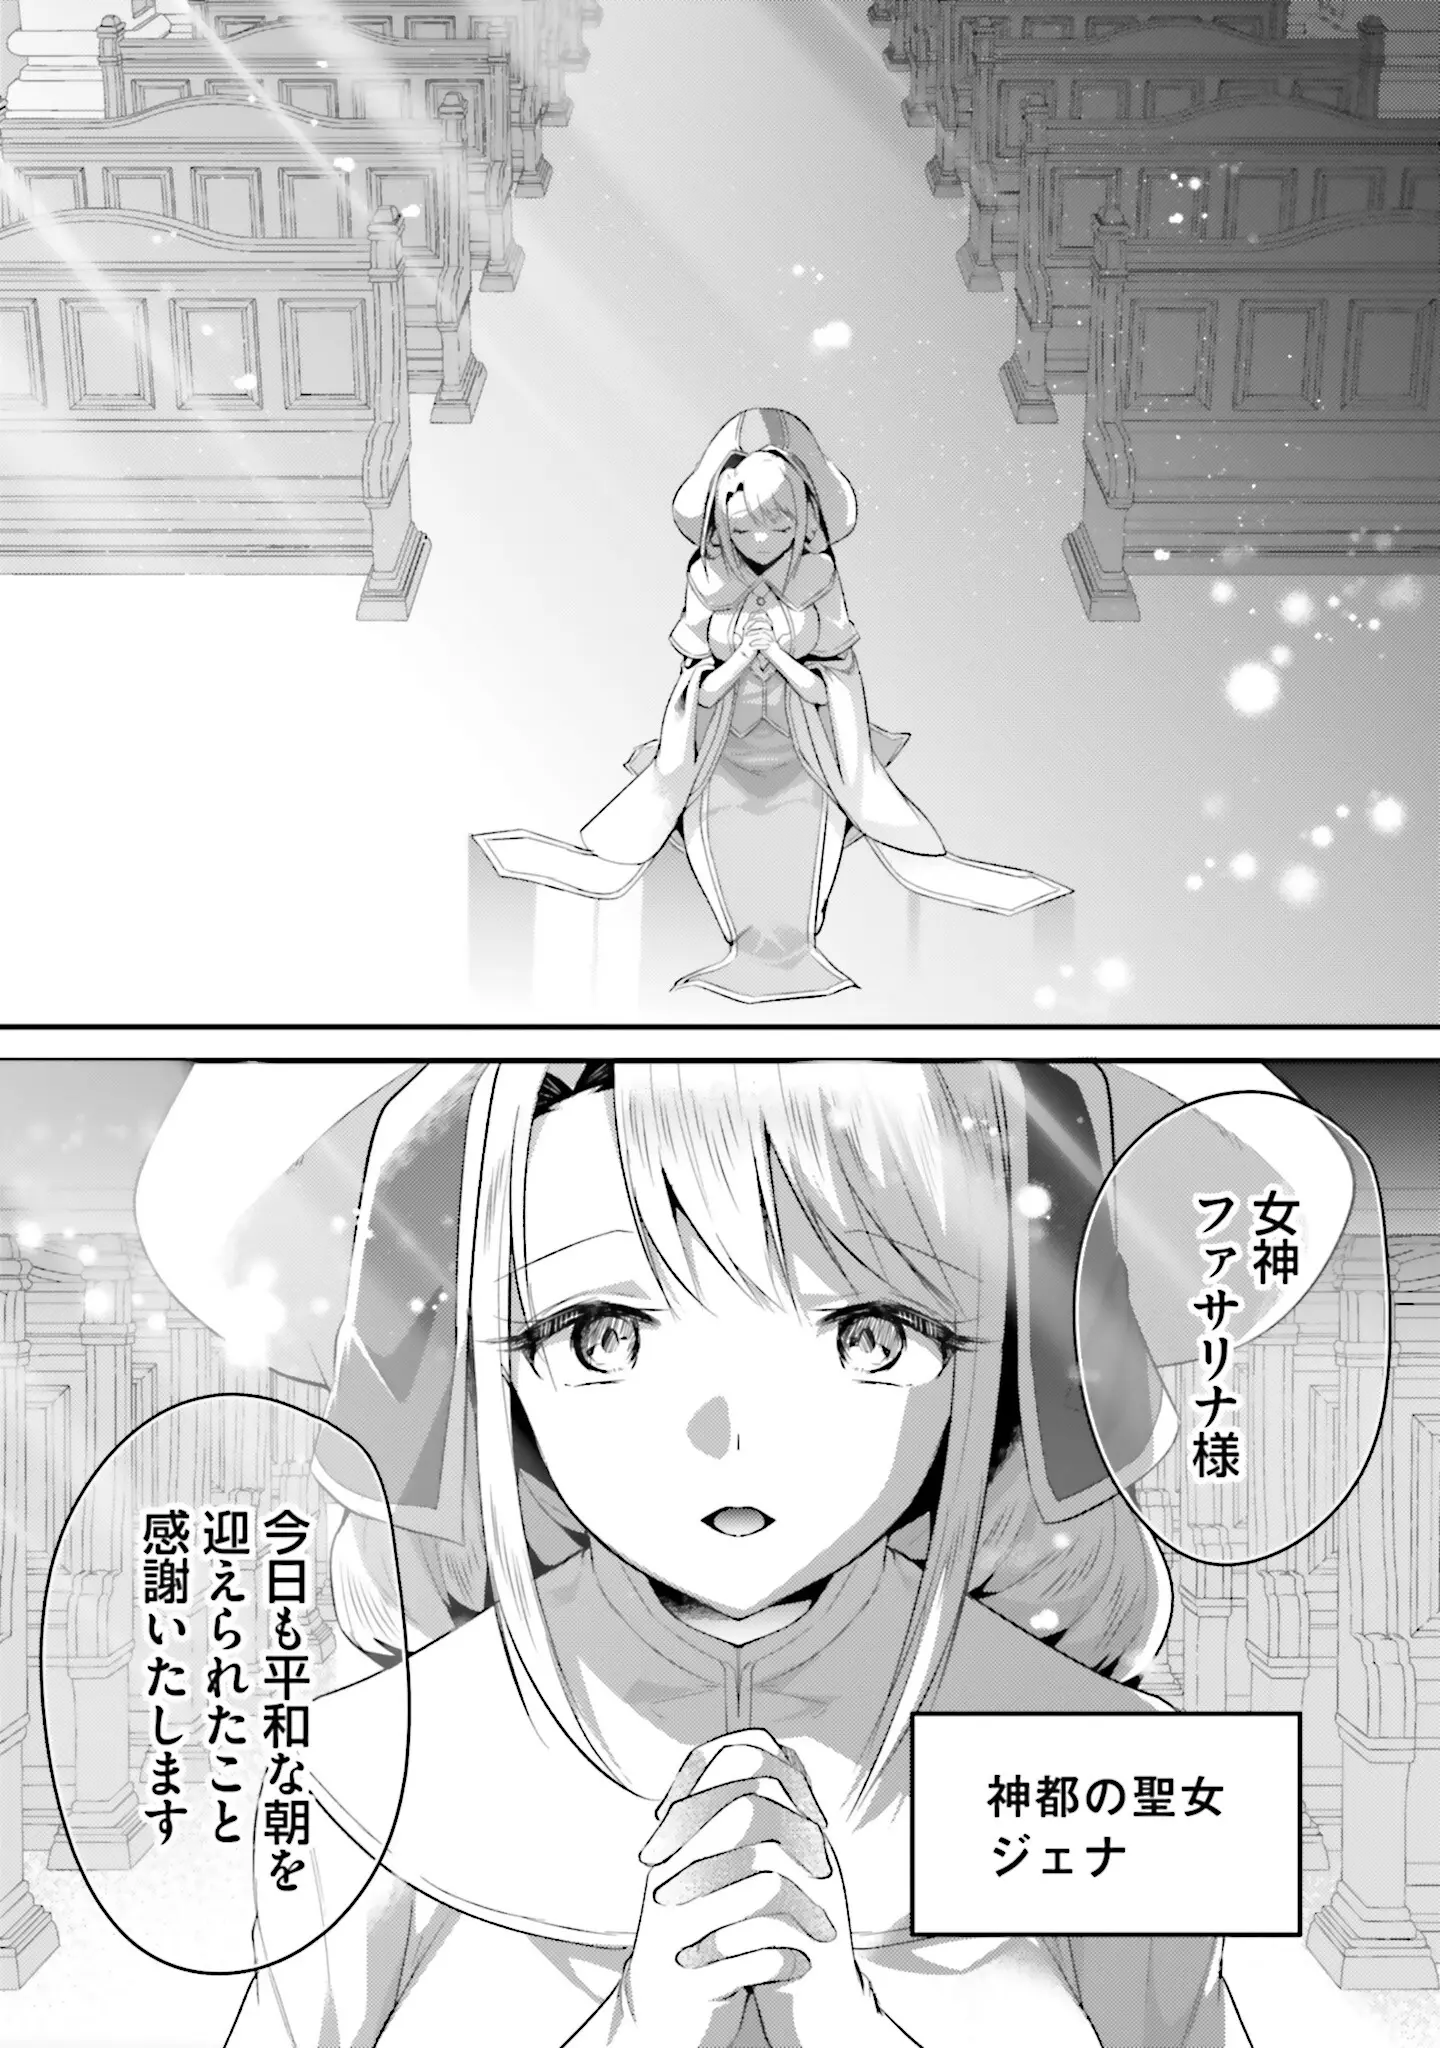 女神
ファサリナ様
今日も平和な朝を
迎えられたこと
感謝いたします
神都の聖女
ジェナ